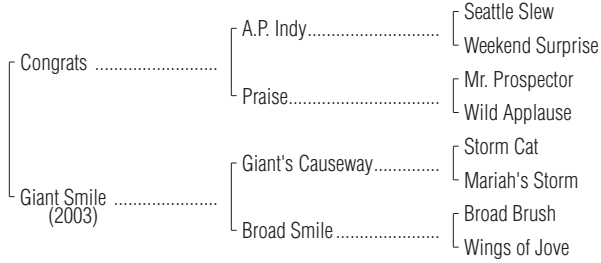 Seattle Slew
A.P. Indy........................................
Weekend Surprise
Congrats .....................................
Mr. Prospector
Praise..............................................
Wild Applause
Storm Cat
Giant's Causeway....................
Mariah's Storm
Giant Smile ...............................
(2003)
Broad Brush
Broad Smile ...............................
Wings of Jove